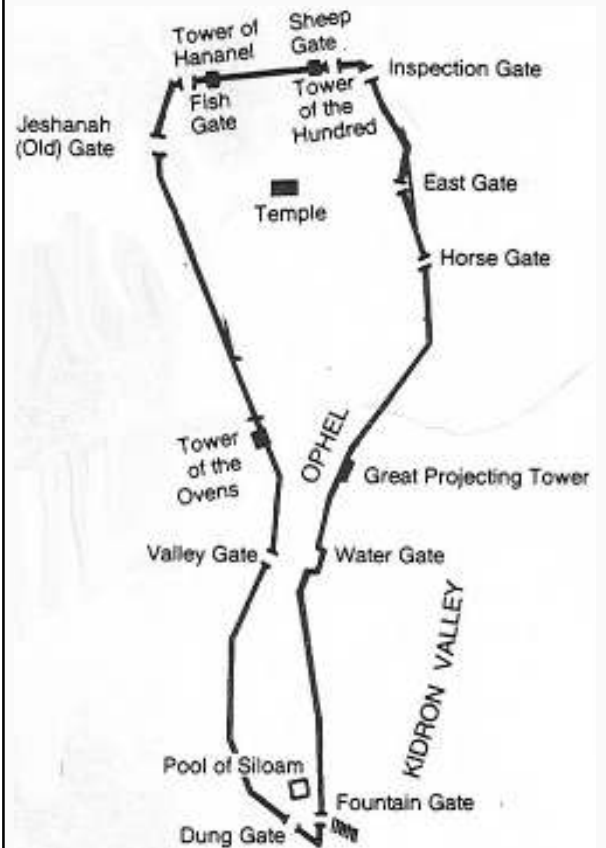 Tower of
Hananel
Sheep
Gate
Inspection Gate
Fish
Gate
Tower
of the
Hundred
Jeshanah
(Old) Gate
East Gate
Temple
Horse Gate
OPHEL
Tower
of the
Ovens
Great Projecting Tower
Valley Gate
Water Gate
KIDRON VALLEY
Pool of Siloam
Fountain Gate
Dung Gate